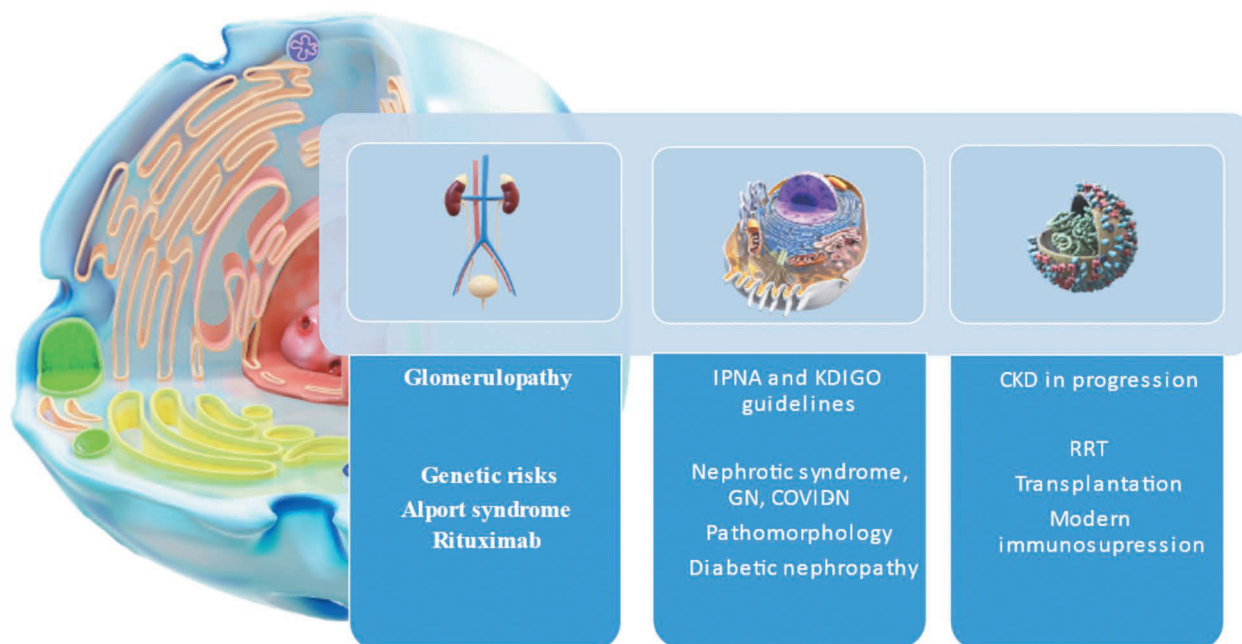 Glomerulopathy
Genetic risks
Alport syndrome
Rituximab
IPNA and KDIGO
guidelines
Nephrotic syndrome,
GN, COVIDN
Pathomorphology
Diabetic nephropathy
CKD in progression
RRT
Transplantation
Modern
immunosupression